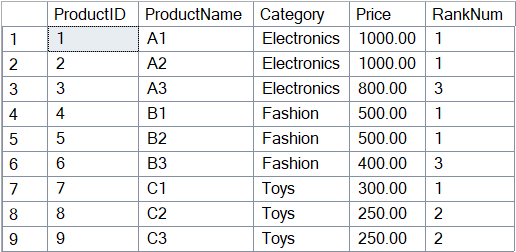 ProductID ProductName Category Price RankNum
1 1 A1 Electronics 1000.00 1
2 2 A2 Electronics 1000.00 1
3 3 A3 Electronics 800.00 3
4 4 B1 Fashion 500.00 1
5 5 B2 Fashion 500.00 1
6 6 B3 Fashion 400.00 3
7 7 C1 Toys 300.00 1
8 8 C2 Toys 250.00 2
9 9 C3 Toys 250.00 2